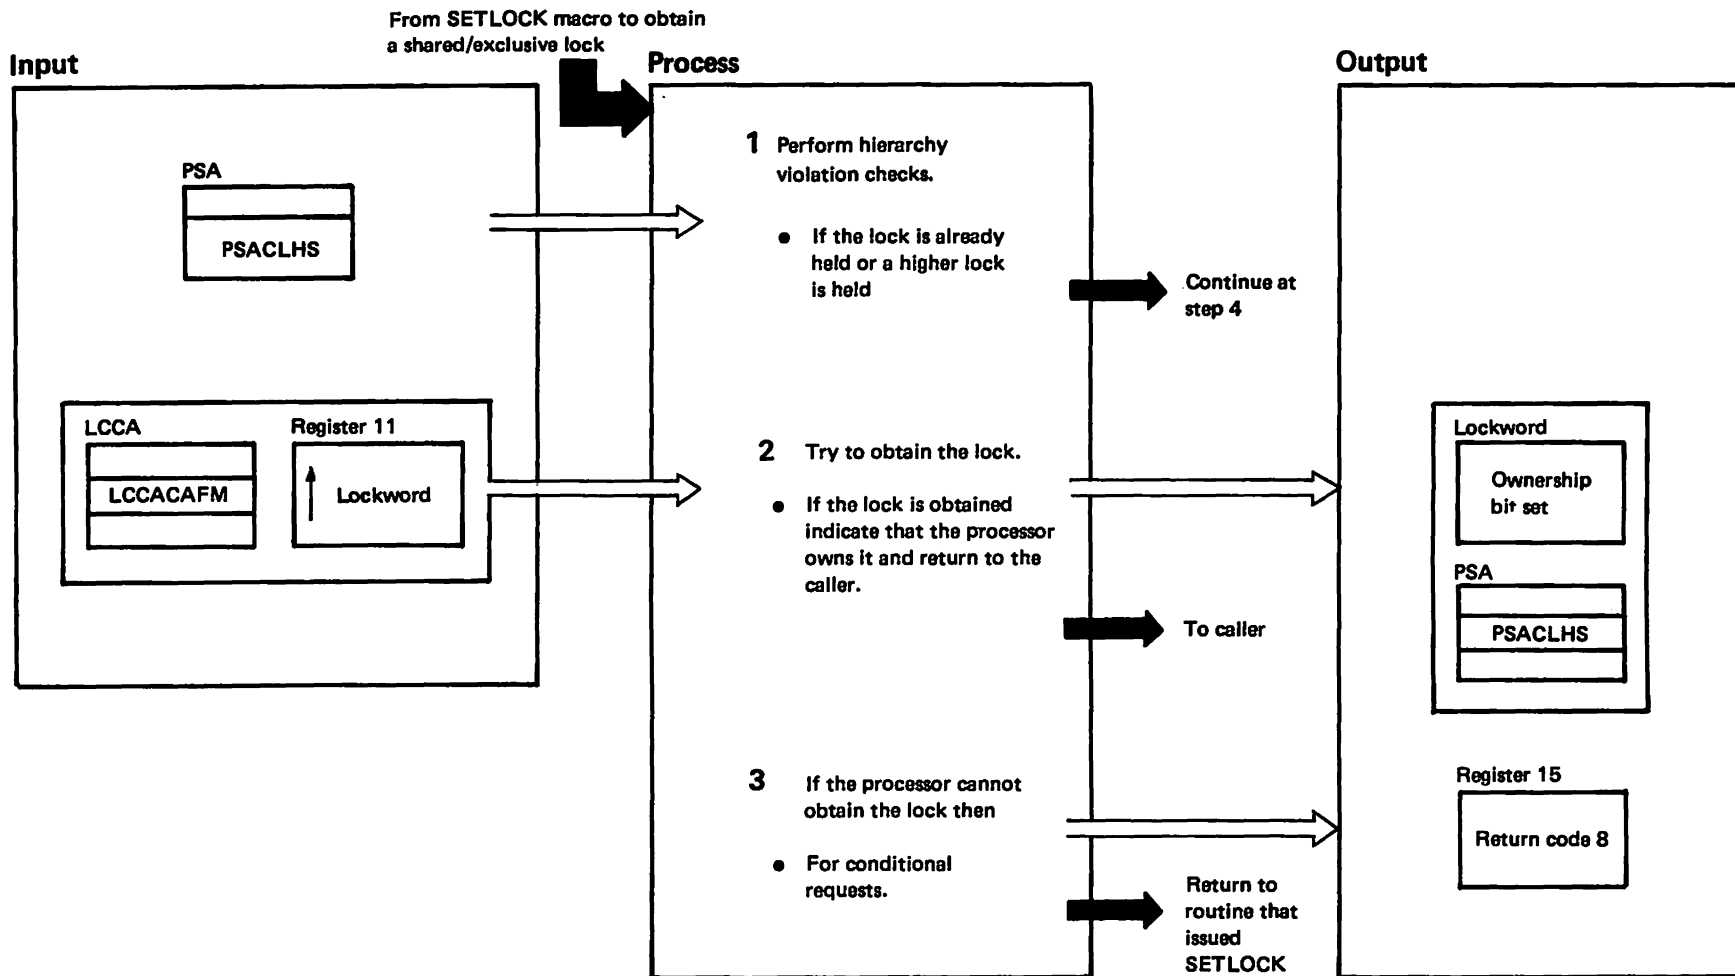 From SETLOCK macro to obtain
a shared/exclusive lock
Input
Process
Output
PSA
PSACLHS
LCCA
LCCACAFM
Register 11
Lockword
1 Perform hierarchy
violation checks.
• If the lock is already
held or a higher lock
is held
Continue at
step 4
2 Try to obtain the lock.
• If the lock is obtained
indicate that the processor
owns it and return to the
caller.
To caller
3 If the processor cannot
obtain the lock then
• For conditional
requests.
Return to
routine that
issued
SETLOCK
Lockword
Ownership
bit set
PSA
PSACLHS
Register 15
Return code 8